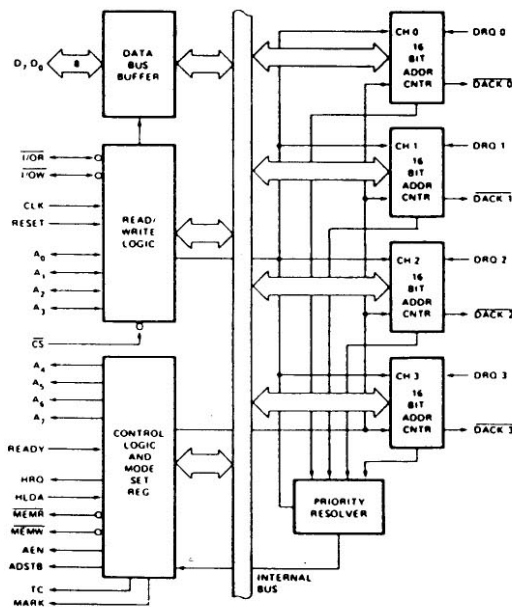 D7 D0
8
DATA
BUS
BUFFER
I/OR
I/OW
CLK
RESET
A0
A1
A2
A3
CS
READ/
WRITE
LOGIC
A4
A5
A6
A7
READY
HRQ
HLDA
MEMR
MEMW
AEN
ADSTB
TC
MARK
CONTROL
LOGIC
AND
MODE
SET
REG
INTERNAL
BUS
CH 0
16
BIT
ADDR
CNTR
DRQ 0
DACK 0
CH 1
16
BIT
ADDR
CNTR
DRQ 1
DACK 1
CH 2
16
BIT
ADDR
CNTR
DRQ 2
DACK 2
CH 3
16
BIT
ADDR
CNTR
DRQ 3
DACK 3
PRIORITY
RESOLVER